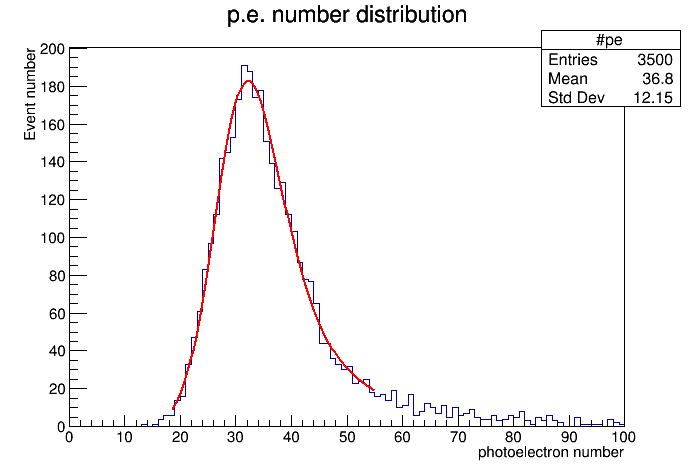 p.e. number distribution
#pe
Entries 3500
Mean 36.8
Std Dev 12.15
Event number
200
180
160
140
120
100
80
60
40
20
0
0 10 20 30 40 50 60 70 80 90 100
photoelectron number